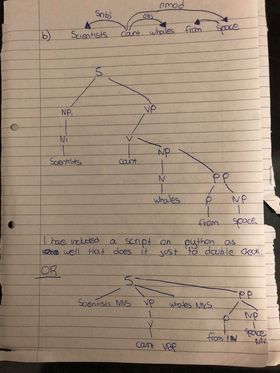 nmod
Subj obj
b) Scientists count whales from Space
S
NP, VP
N, V NP
Scientists count N PP
whales P NP
from Space
I have included a script on python as
well that does it just to double check.
OR
S
Scientists NNS VP whales NNS PP
V P NP
count VBP from IN Space
NN